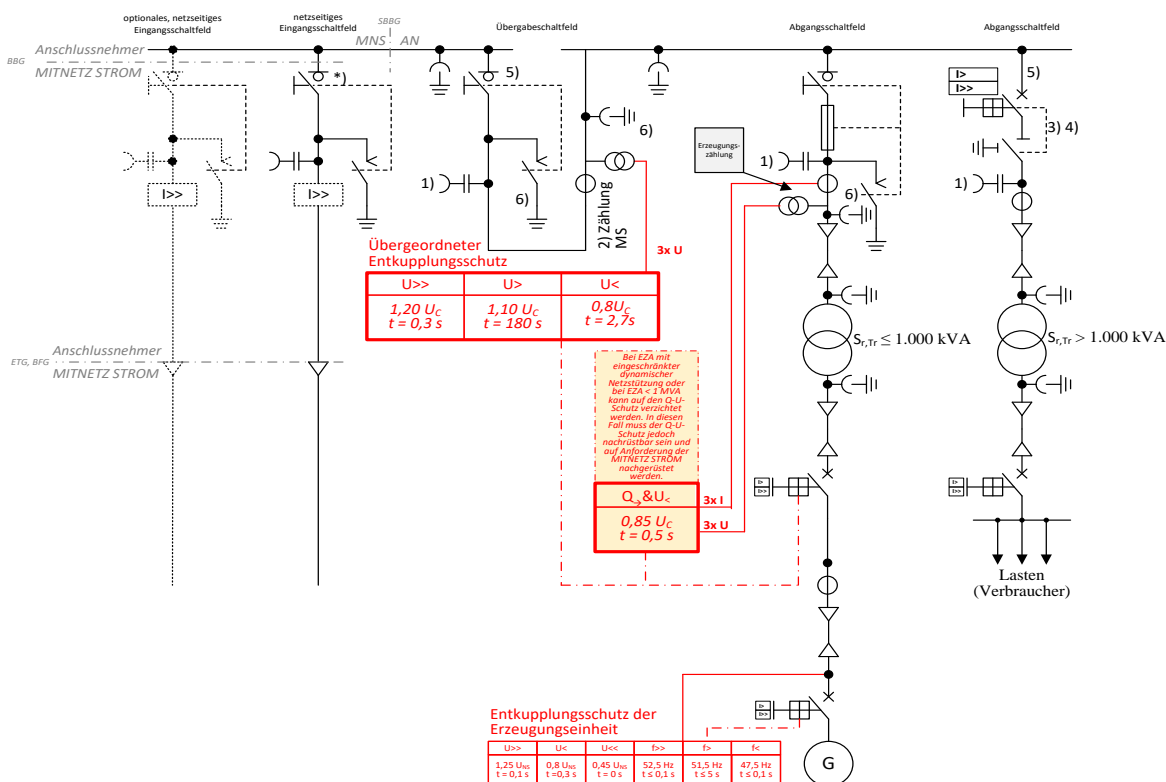 optionales, netzseitiges
Eingangsschaltfeld
netzseitiges
Eingangsschaltfeld
SBBG
MNS
AN
Übergabeschaltfeld
Abgangsschaltfeld
Abgangsschaltfeld
Anschlussnehmer
BBG
MITNETZ STROM
*)
5)
5)
I>
I>>
3) 4)
6)
Erzeugungs-
zählung
1)
1)
1)
6)
6)
I>>
I>>
2) Zählung
MS
3x U
Übergeordneter
Entkupplungsschutz
U>> U> U<
1,20 UC 1,10 UC 0,8UC
t = 0,3 s t = 180 s t = 2,7s
Sr,Tr ≤ 1.000 kVA
Sr,Tr > 1.000 kVA
Anschlussnehmer
ETG, BFG
MITNETZ STROM
Bei EZA mit
eingeschränkter
dynamischer
Netzstützung oder
bei EZA < 1 MVA
kann auf den Q-U-
Schutz verzichtet
werden. In diesen
Fall muss der Q-U-
Schutz jedoch
nachrüstbar sein und
auf Anforderung der
MITNETZ STROM
nachgerüstet
werden.
Q→&U<
3x I
0,85 UC
t = 0,5 s
3x U
I>
I>>
I>
I>>
Lasten
(Verbraucher)
I>
I>>
Entkupplungsschutz der
Erzeugungseinheit
U>> U< U<< f>> f> f<
1,25 UNS 0,8 UNS 0,45 UNS 52,5 Hz 51,5 Hz 47,5 Hz
t = 0,1 s t =0,3 s t = 0 s t ≤ 0,1 s t ≤ 5 s t ≤ 0,1 s
G